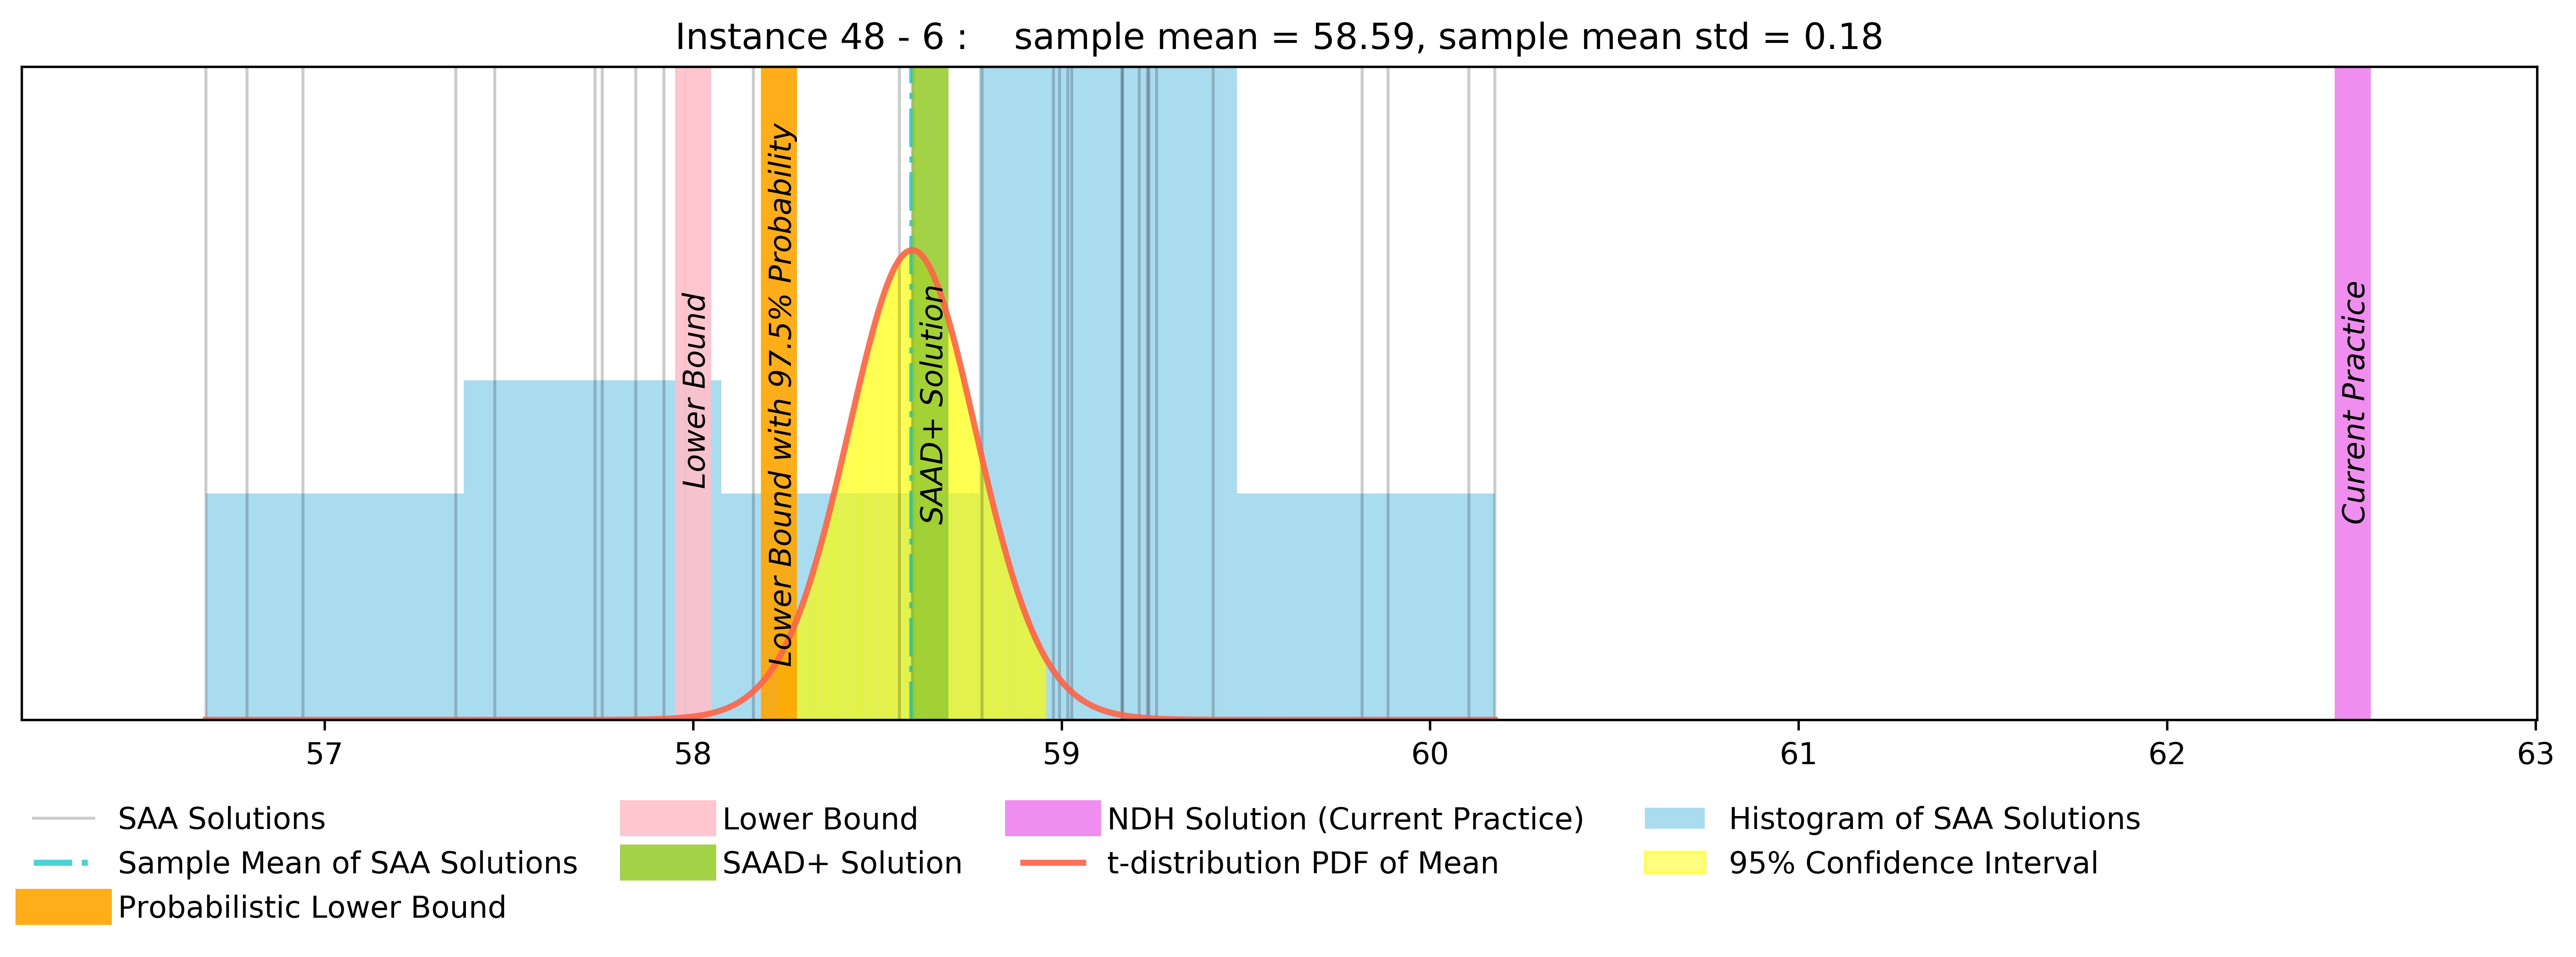 Instance 48 - 6 :    sample mean = 58.59, sample mean std = 0.18
Lower Bound
Lower Bound with 97.5% Probability
SAAD+ Solution
Current Practice
57 58 59 60 61 62 63
SAA Solutions
Sample Mean of SAA Solutions
Probabilistic Lower Bound
Lower Bound
SAAD+ Solution
NDH Solution (Current Practice)
t-distribution PDF of Mean
Histogram of SAA Solutions
95% Confidence Interval